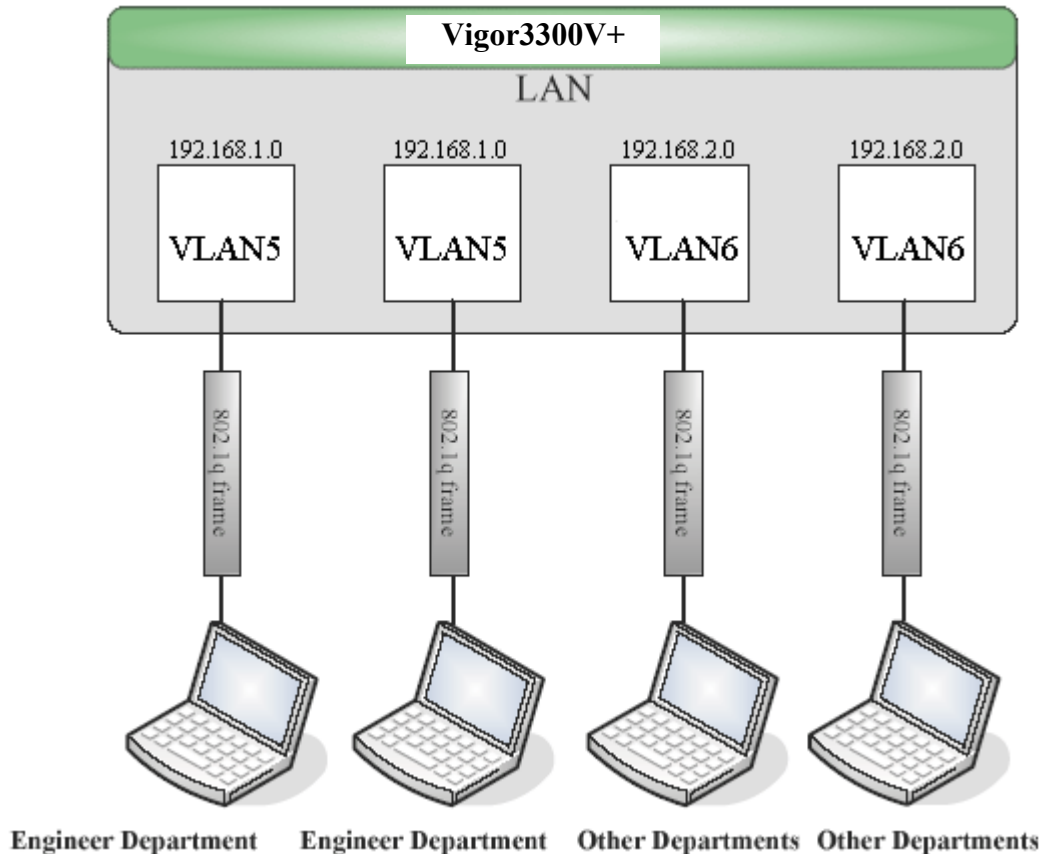 Vigor3300V+
LAN
192.168.1.0 192.168.1.0 192.168.2.0 192.168.2.0
VLAN5 VLAN5 VLAN6 VLAN6
802.1q frame 802.1q frame 802.1q frame 802.1q frame
Engineer Department Engineer Department Other Departments Other Departments